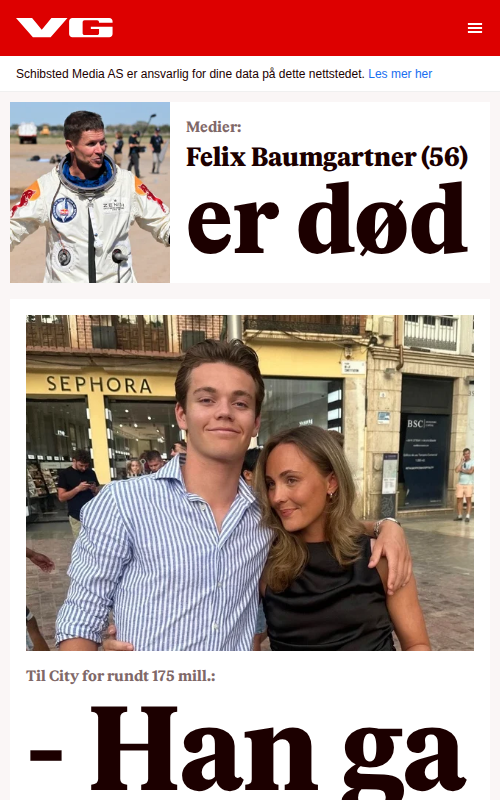 VG
Schibsted Media AS er ansvarlig for dine data på dette nettstedet. Les mer her
Medier:
Felix Baumgartner (56)
er død
SEPHORA
BSC
Til City for rundt 175 mill.:
- Han ga